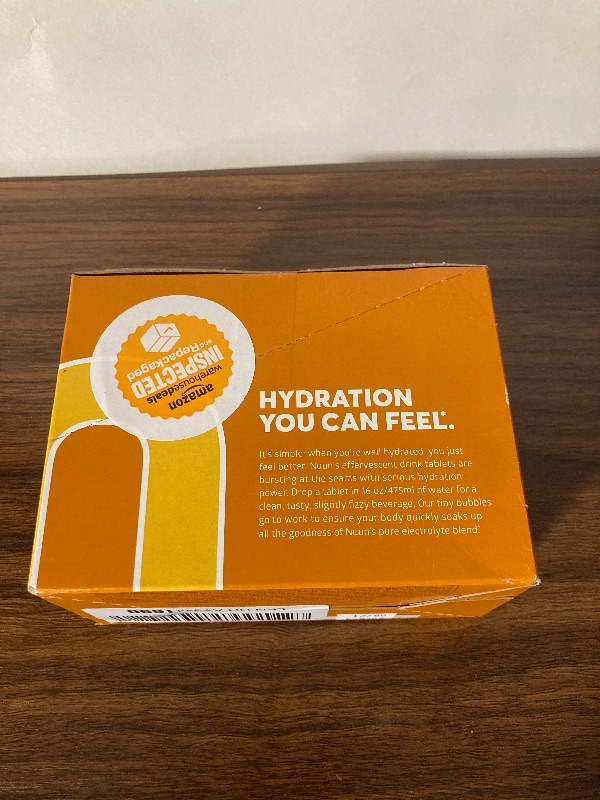 amazon
warehousedeals
INSPECTED
and Repackaged
HYDRATION
YOU CAN FEEL*.
It's simple: when you're well hydrated, you just
feel better. Nuun's effervescent drink tablets are
bursting at the seams with serious hydration
power. Drop a tablet in 16 oz/475ml of water for a
clean, tasty, slightly fizzy beverage. Our tiny bubbles
go to work to ensure your body quickly soaks up
all the goodness of Nuun's pure electrolyte blend*